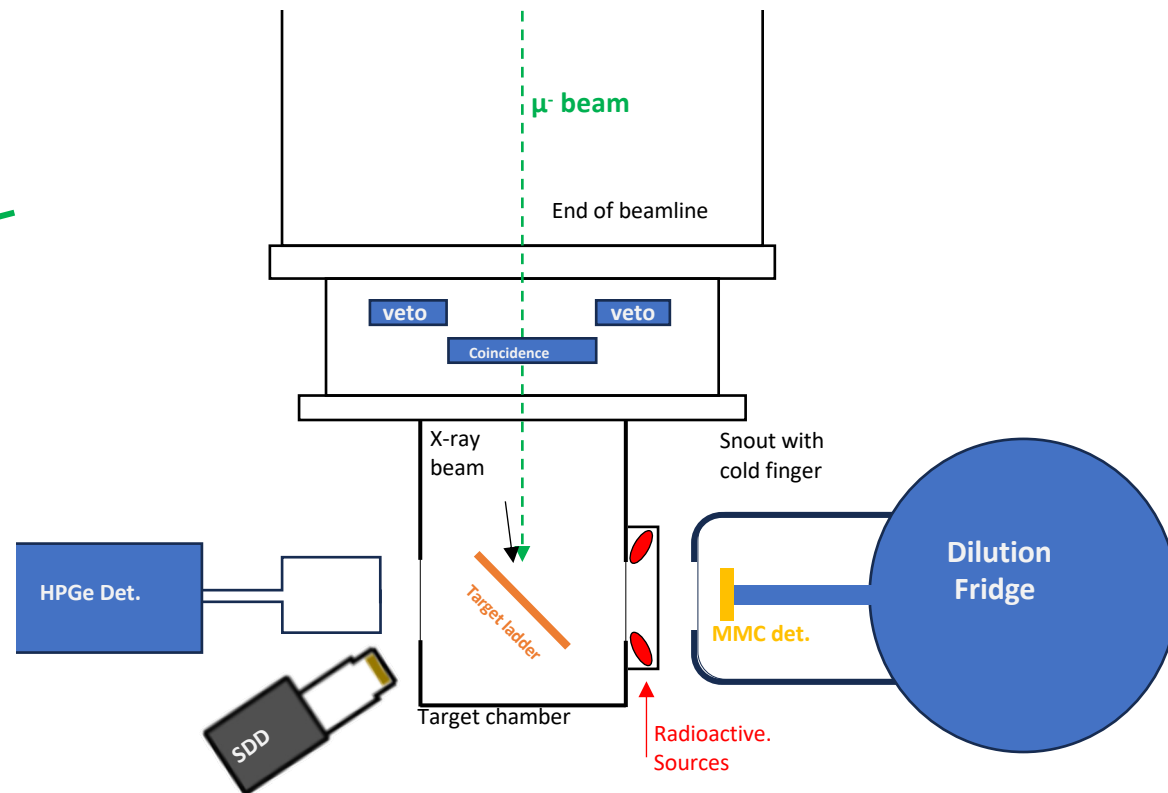 μ- beam
End of beamline
veto
veto
Coincidence
X-ray
beam
Snout with
cold finger
Dilution
Fridge
HPGe Det.
Target ladder
MMC det.
SDD
Target chamber
Radioactive.
Sources